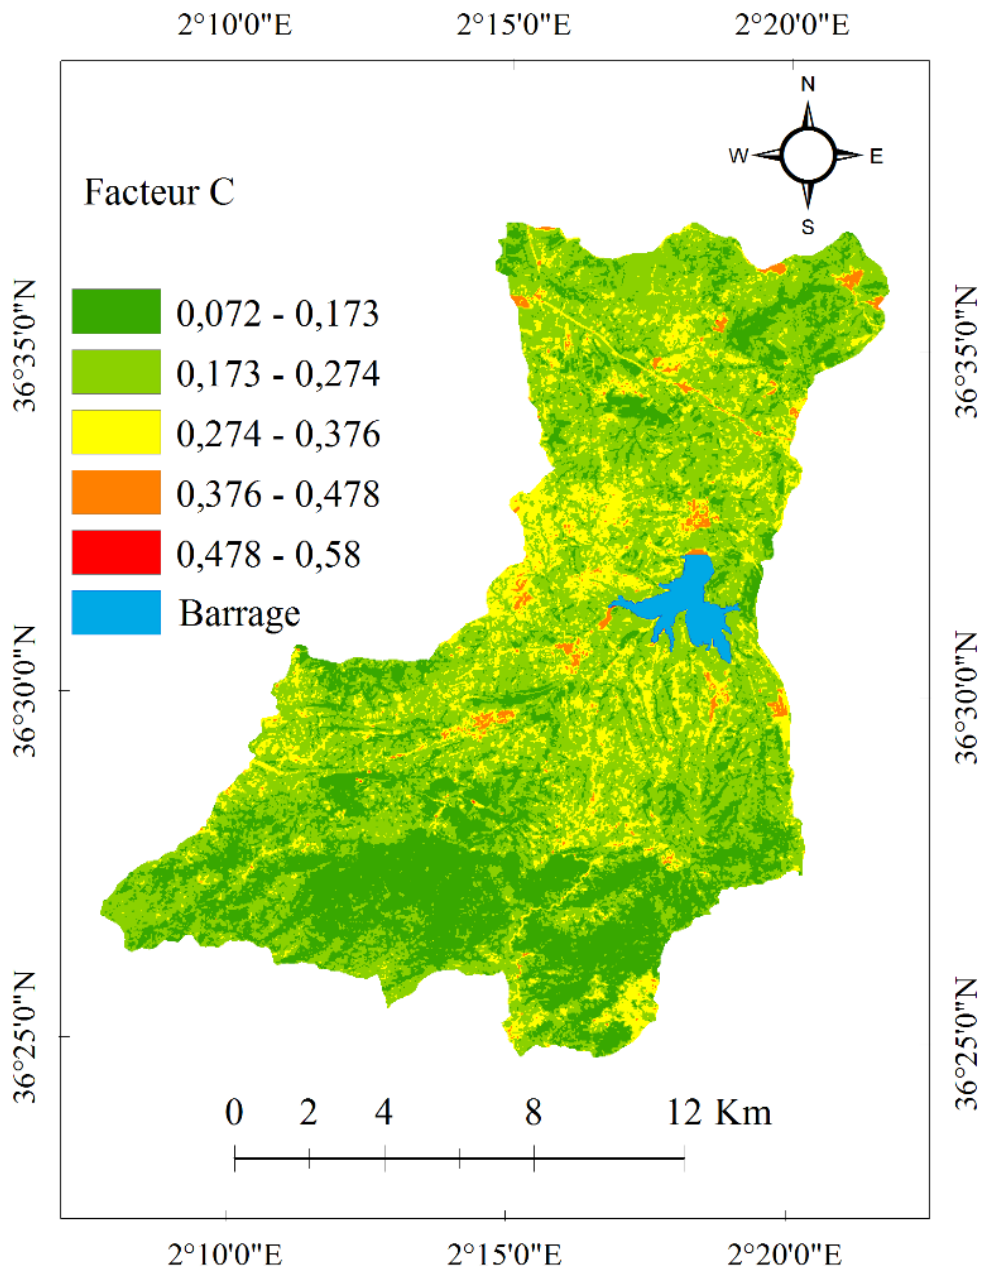 2°10'0"E 2°15'0"E 2°20'0"E
N
W E
S
Facteur C
0,072 - 0,173
0,173 - 0,274
0,274 - 0,376
0,376 - 0,478
0,478 - 0,58
Barrage
36°35'0"N 36°35'0"N
36°30'0"N 36°30'0"N
36°25'0"N 36°25'0"N
0 2 4 8 12 Km
2°10'0"E 2°15'0"E 2°20'0"E